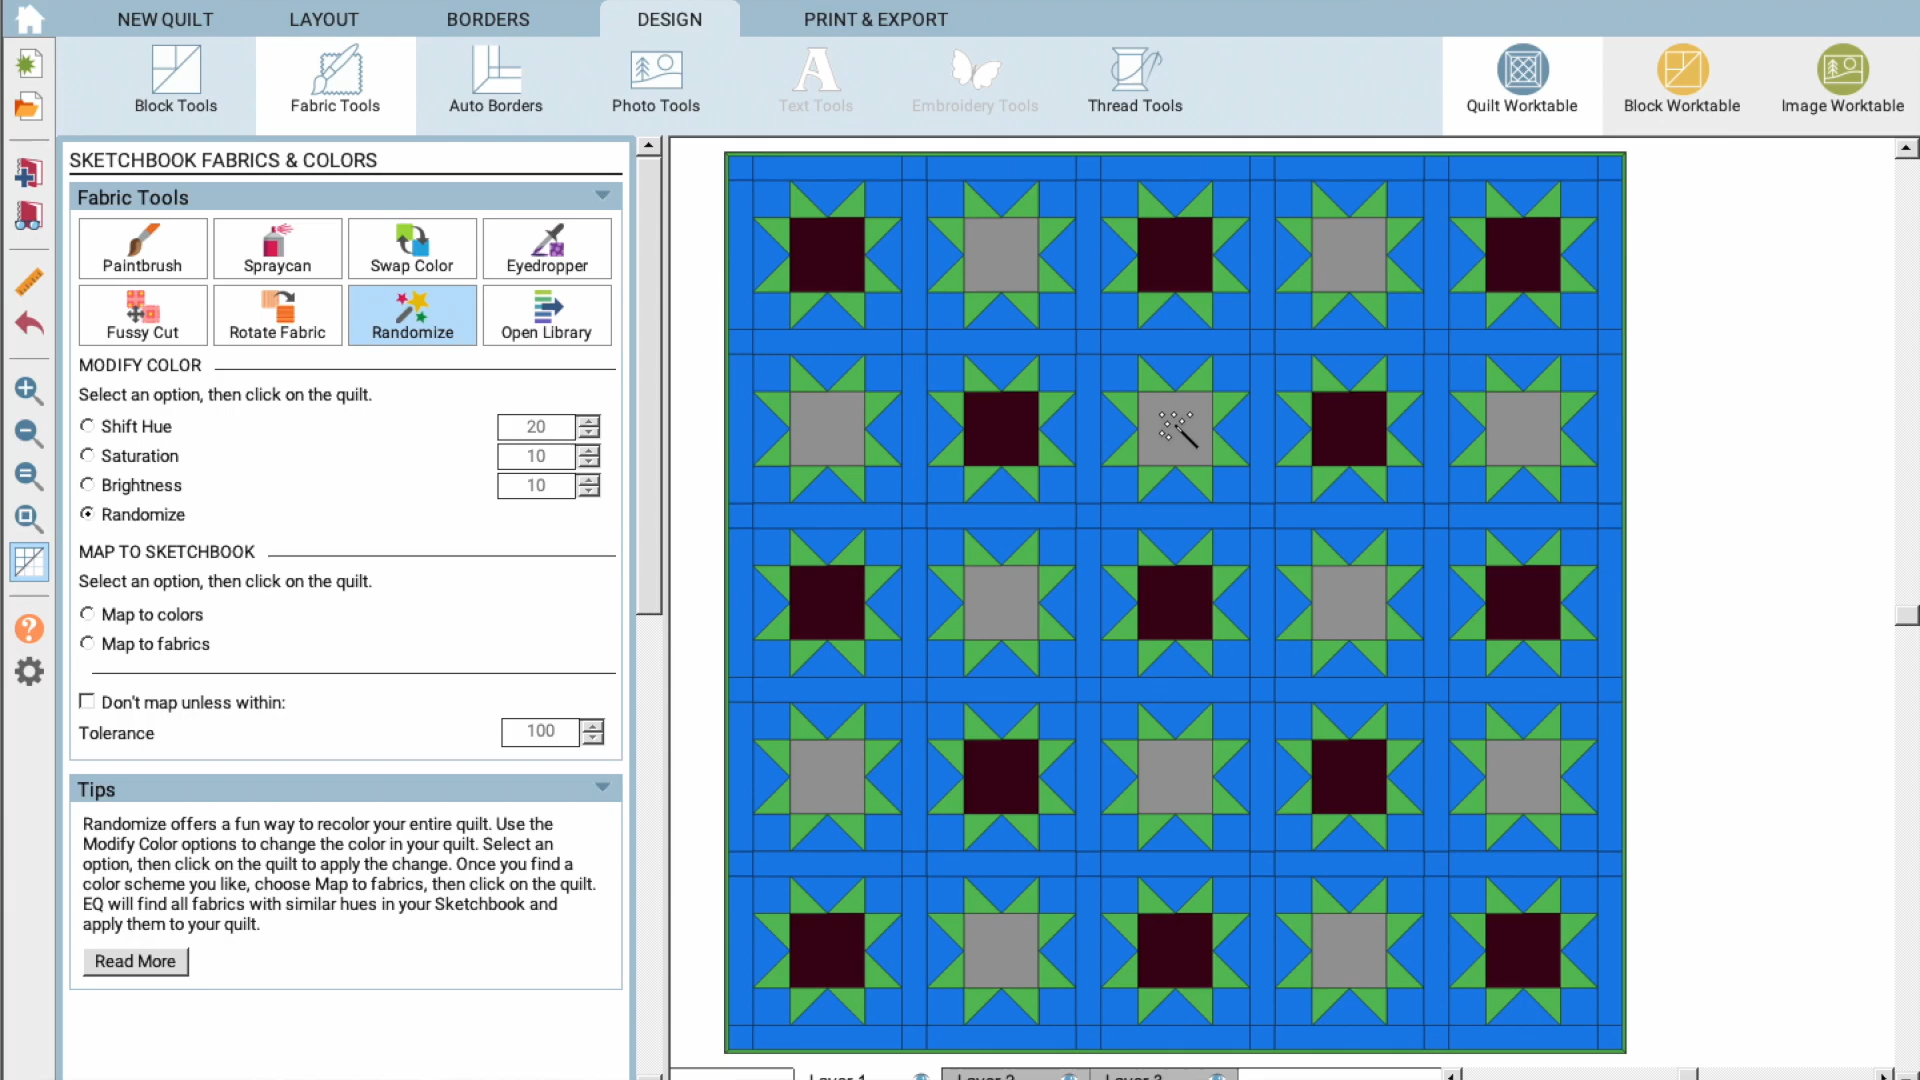 NEW QUILT LAYOUT BORDERS DESIGN PRINT & EXPORT
Block Tools Fabric Tools Auto Borders Photo Tools Text Tools Embroidery Tools Thread Tools Quilt Worktable Block Worktable Image Worktable
SKETCHBOOK FABRICS & COLORS
Fabric Tools
Paintbrush Spraycan Swap Color Eyedropper
Fussy Cut Rotate Fabric Randomize Open Library
MODIFY COLOR
Select an option, then click on the quilt.
Shift Hue 20
Saturation 10
Brightness 10
Randomize
MAP TO SKETCHBOOK
Select an option, then click on the quilt.
Map to colors
Map to fabrics
Don't map unless within:
Tolerance 100
Tips
Randomize offers a fun way to recolor your entire quilt. Use the
Modify Color options to change the color in your quilt. Select an
option, then click on the quilt to apply the change. Once you find a
color scheme you like, choose Map to fabrics, then click on the quilt.
EQ will find all fabrics with similar hues in your Sketchbook and
apply them to your quilt.
Read More
Layer 1 Layer 2 Layer 3